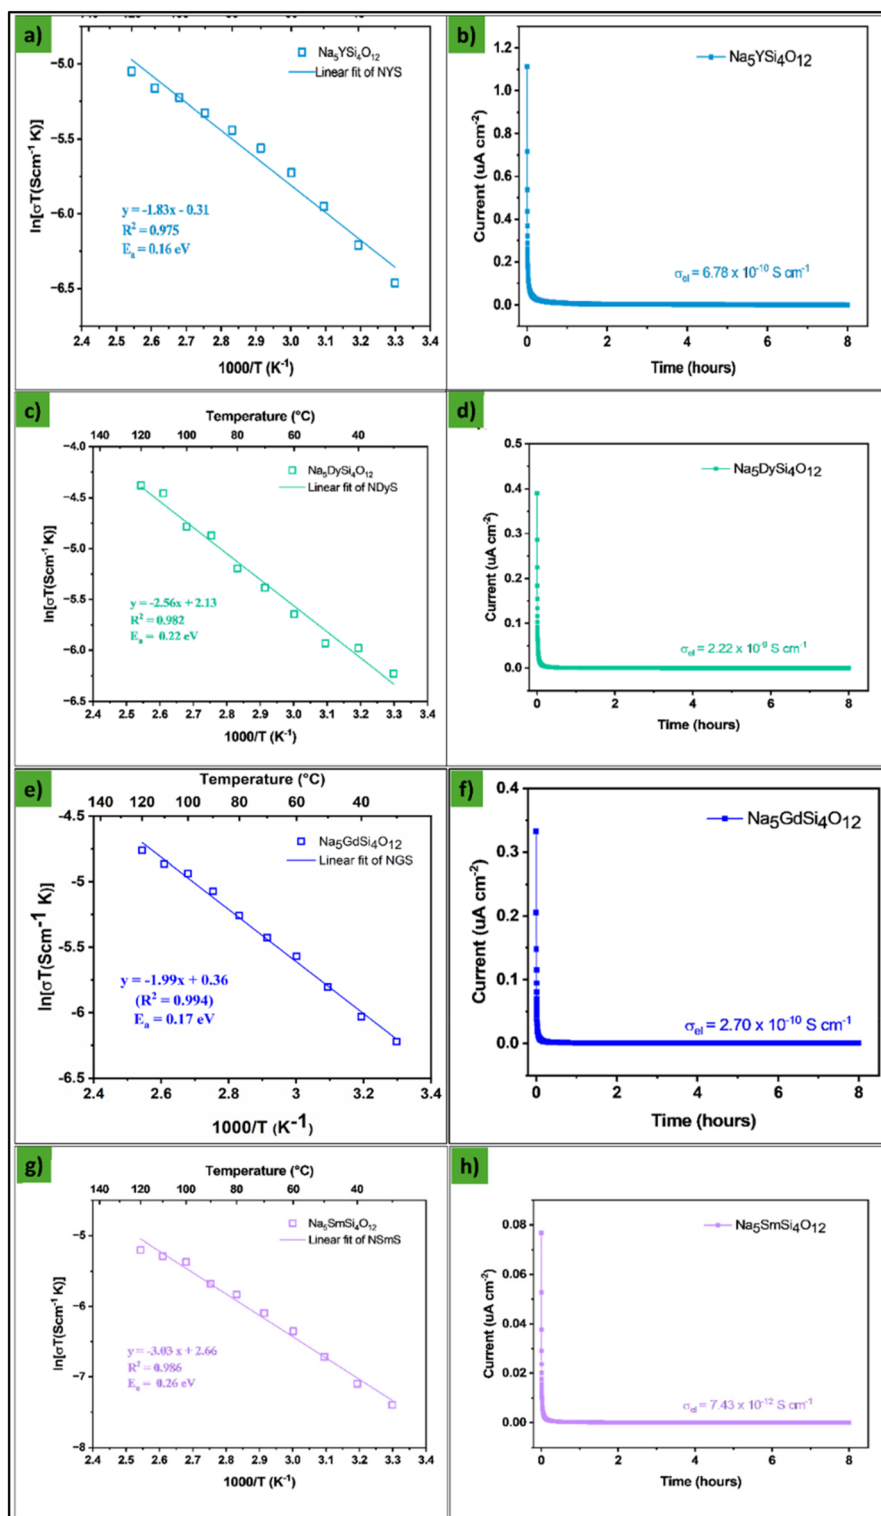 a)
120 100 80 60 40
Na₅YSi₄O₁₂
Linear fit of NYS
ln[σT(Scm⁻¹ K)]
−5.0
−5.5
−6.0
−6.5
y = -1.83x - 0.31
R² = 0.975
Eₐ = 0.16 eV
2.4 2.5 2.6 2.7 2.8 2.9 3.0 3.1 3.2 3.3 3.4
1000/T (K⁻¹)
b)
Na₅YSi₄O₁₂
Current (uA cm⁻²)
1.2
1.0
0.8
0.6
0.4
0.2
0.0
σₑₗ = 6.78 x 10⁻¹⁰ S cm⁻¹
0 2 4 6 8
Time (hours)
c)
Temperature (°C)
140 120 100 80 60 40
Na₅DySi₄O₁₂
Linear fit of NDyS
ln[σT(Scm⁻¹ K)]
−4.0
−4.5
−5.0
−5.5
−6.0
−6.5
y = -2.56x + 2.13
R² = 0.982
Eₐ = 0.22 eV
2.4 2.5 2.6 2.7 2.8 2.9 3.0 3.1 3.2 3.3 3.4
1000/T (K⁻¹)
d)
Na₅DySi₄O₁₂
Current (uA cm⁻²)
0.5
0.4
0.3
0.2
0.1
0.0
σₑₗ = 2.22 x 10⁻⁹ S cm⁻¹
0 2 4 6 8
Time (hours)
e)
Temperature (°C)
140 120 100 80 60 40
Na₅GdSi₄O₁₂
Linear fit of NGS
ln[σT(Scm⁻¹ K)]
-4.5
-5
-5.5
-6
-6.5
y = -1.99x + 0.36
(R² = 0.994)
Eₐ = 0.17 eV
2.4 2.6 2.8 3 3.2 3.4
1000/T (K⁻¹)
f)
Na₅GdSi₄O₁₂
Current (uA cm⁻²)
0.4
0.3
0.2
0.1
0.0
σₑₗ = 2.70 x 10⁻¹⁰ S cm⁻¹
0 2 4 6 8
Time (hours)
g)
Temperature (°C)
140 120 100 80 60 40
Na₅SmSi₄O₁₂
Linear fit of NSmS
ln[σT(Scm⁻¹ K)]
−5
−6
−7
−8
y = -3.03 x + 2.66
R² = 0.986
Eₐ = 0.26 eV
2.4 2.5 2.6 2.7 2.8 2.9 3.0 3.1 3.2 3.3 3.4
1000/T (K⁻¹)
h)
Na₅SmSi₄O₁₂
Current (uA cm⁻²)
0.08
0.06
0.04
0.02
0.00
σₑₗ = 7.43 x 10⁻¹² S cm⁻¹
0 2 4 6 8
Time (hours)